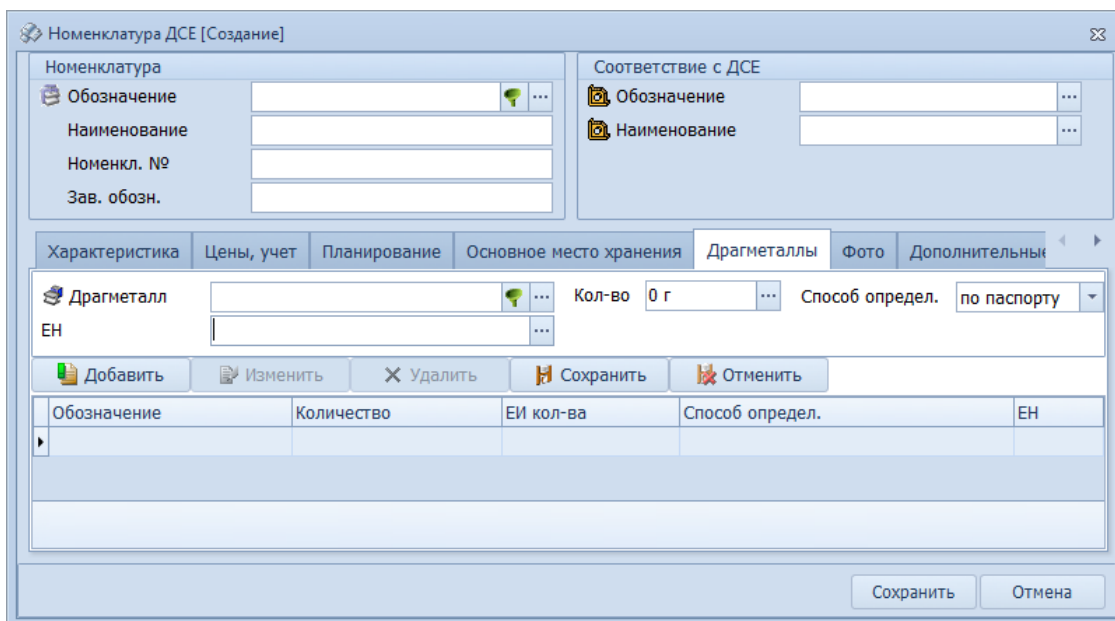 Номенклатура ДСЕ [Создание]
Номенклатура
Обозначение
Наименование
Номенкл. №
Зав. обозн.
Соответствие с ДСЕ
Обозначение
Наименование
Характеристика Цены, учет Планирование Основное место хранения Драгметаллы Фото Дополнительные
Драгметалл Кол-во 0 г Способ определ. по паспорту
ЕН
Добавить Изменить Удалить Сохранить Отменить
Обозначение Количество ЕИ кол-ва Способ определ. ЕН
Сохранить Отмена